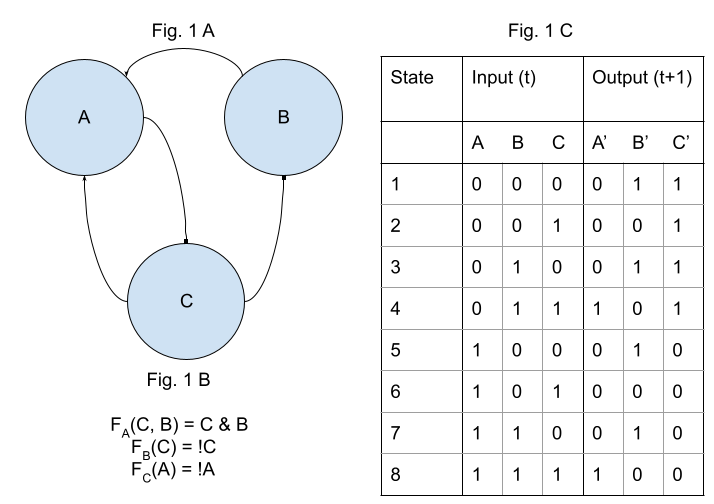 Fig. 1 A
A
B
C
Fig. 1 B
F_A(C, B) = C & B
F_B(C) = !C
F_C(A) = !A
Fig. 1 C
State Input (t) Output (t+1)
A B C A' B' C'
1 0 0 0 0 1 1
2 0 0 1 0 0 1
3 0 1 0 0 1 1
4 0 1 1 1 0 1
5 1 0 0 0 1 0
6 1 0 1 0 0 0
7 1 1 0 0 1 0
8 1 1 1 1 0 0